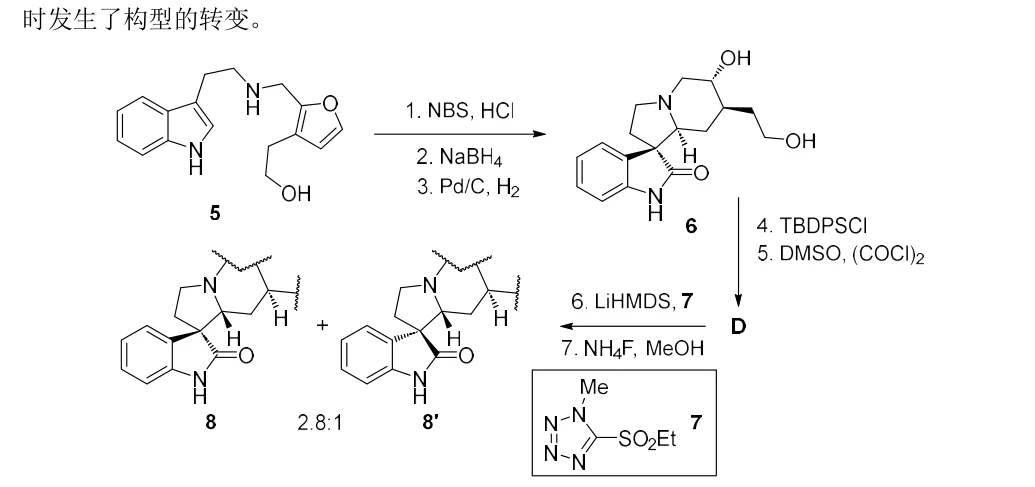 时发生了构型的转变。
OH
H
N
O
N
H
OH
5
1. NBS, HCl
2. NaBH4
3. Pd/C, H2
N
H
O
N
H
OH
6
4. TBDPSCl
5. DMSO, (COCl)2
D
6. LiHMDS, 7
7. NH4F, MeOH
N
H
H
O
N
H
8
+
2.8:1
N
H
H
O
N
H
8'
Me
N
N
N
N
SO2Et
7